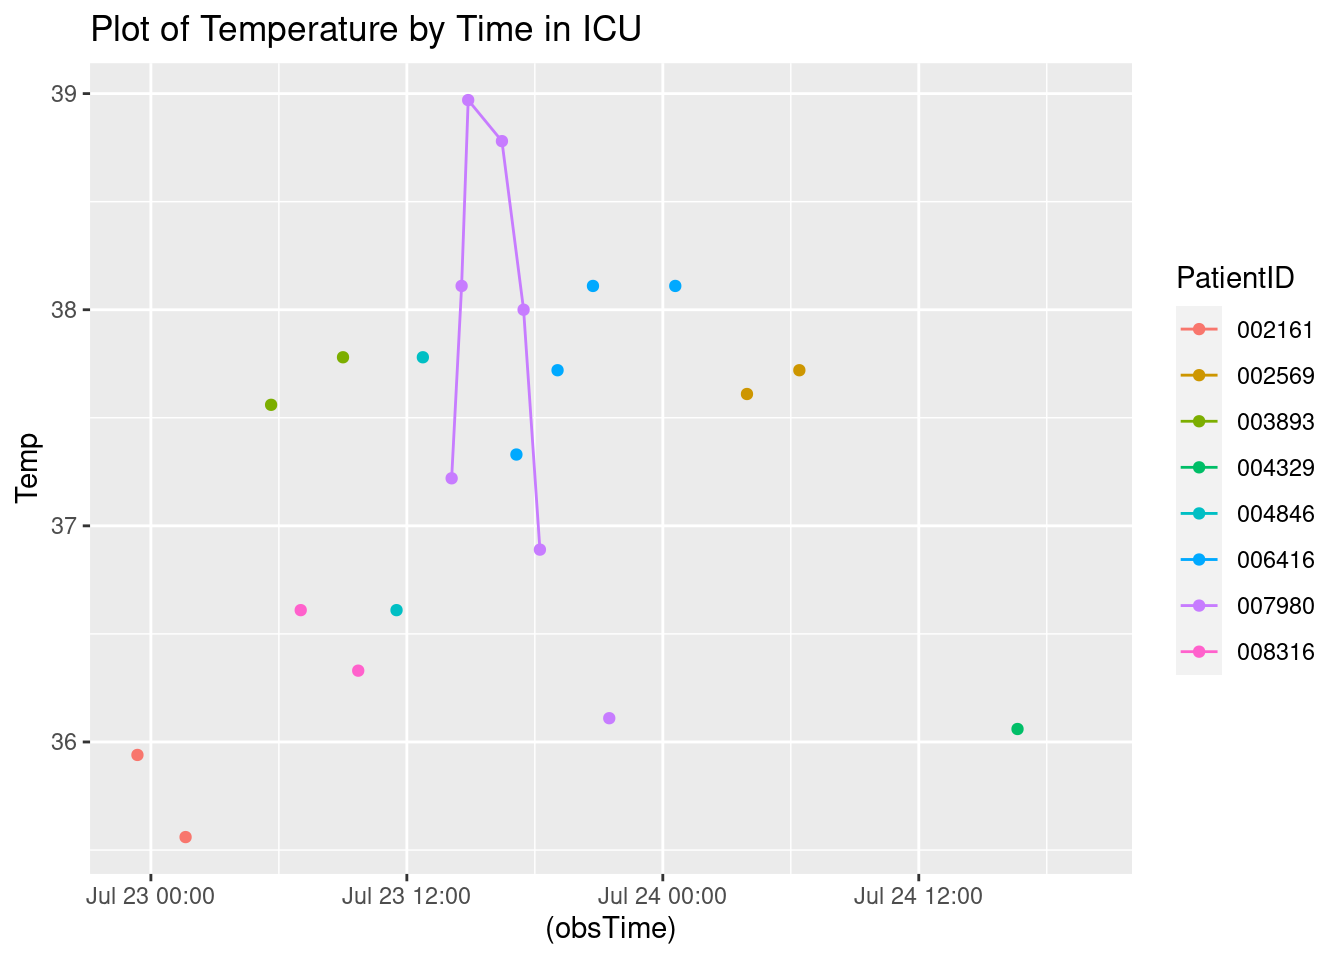 Plot of Temperature by Time in ICU
39
38
37
36
Temp
Jul 23 00:00 Jul 23 12:00 Jul 24 00:00 Jul 24 12:00
(obsTime)
PatientID
002161
002569
003893
004329
004846
006416
007980
008316